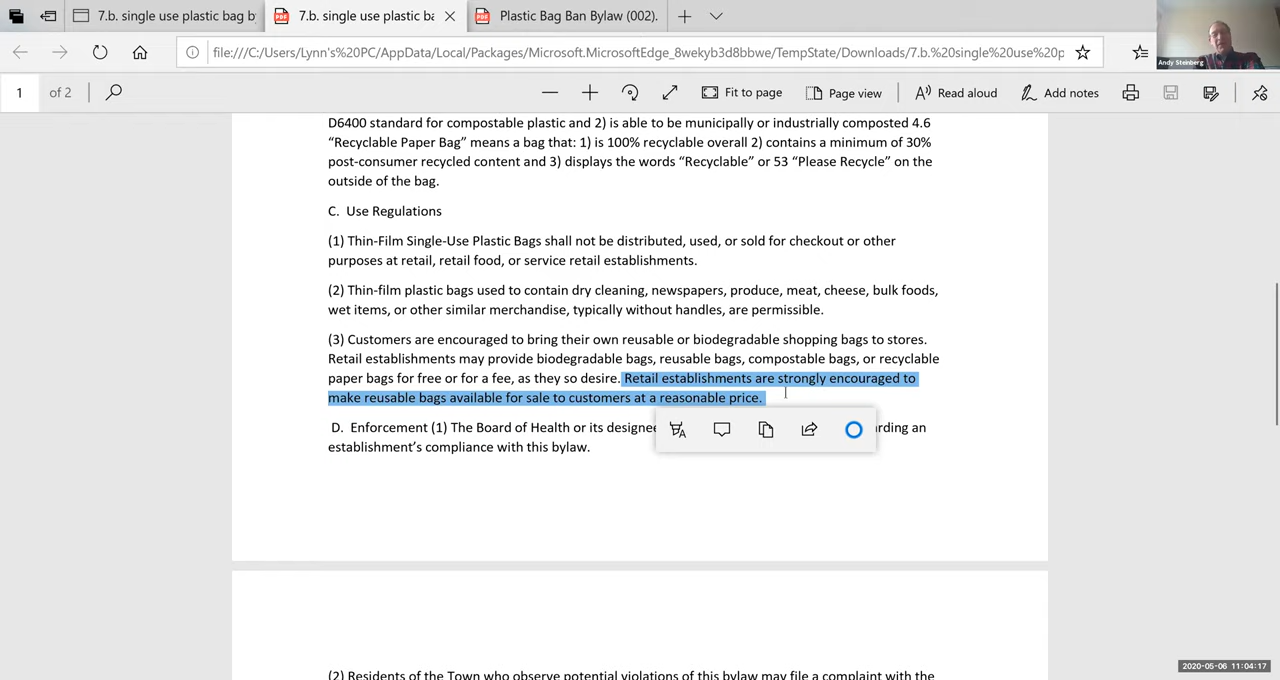 7.b. single use plastic bag b
7.b. single use plastic ba
Plastic Bag Ban Bylaw (002).
file:///C:/Users/Lynn's%20PC/AppData/Local/Packages/Microsoft.MicrosoftEdge_8wekyb3d8bbwe/TempState/Downloads/7.b.%20single%20use%20p
Andy Steinberg
1 of 2
Fit to page
Page view
Read aloud
Add notes
D6400 standard for compostable plastic and 2) is able to be municipally or industrially composted 4.6
“Recyclable Paper Bag” means a bag that: 1) is 100% recyclable overall 2) contains a minimum of 30%
post-consumer recycled content and 3) displays the words “Recyclable” or 53 “Please Recycle” on the
outside of the bag.
C. Use Regulations
(1) Thin-Film Single-Use Plastic Bags shall not be distributed, used, or sold for checkout or other
purposes at retail, retail food, or service retail establishments.
(2) Thin-film plastic bags used to contain dry cleaning, newspapers, produce, meat, cheese, bulk foods,
wet items, or other similar merchandise, typically without handles, are permissible.
(3) Customers are encouraged to bring their own reusable or biodegradable shopping bags to stores.
Retail establishments may provide biodegradable bags, reusable bags, compostable bags, or recyclable
paper bags for free or for a fee, as they so desire. Retail establishments are strongly encouraged to
make reusable bags available for sale to customers at a reasonable price.
D. Enforcement (1) The Board of Health or its designee arding an
establishment’s compliance with this bylaw.
(2) Residents of the Town who observe potential violations of this bylaw may file a complaint with the
2020-05-06 11:04:17